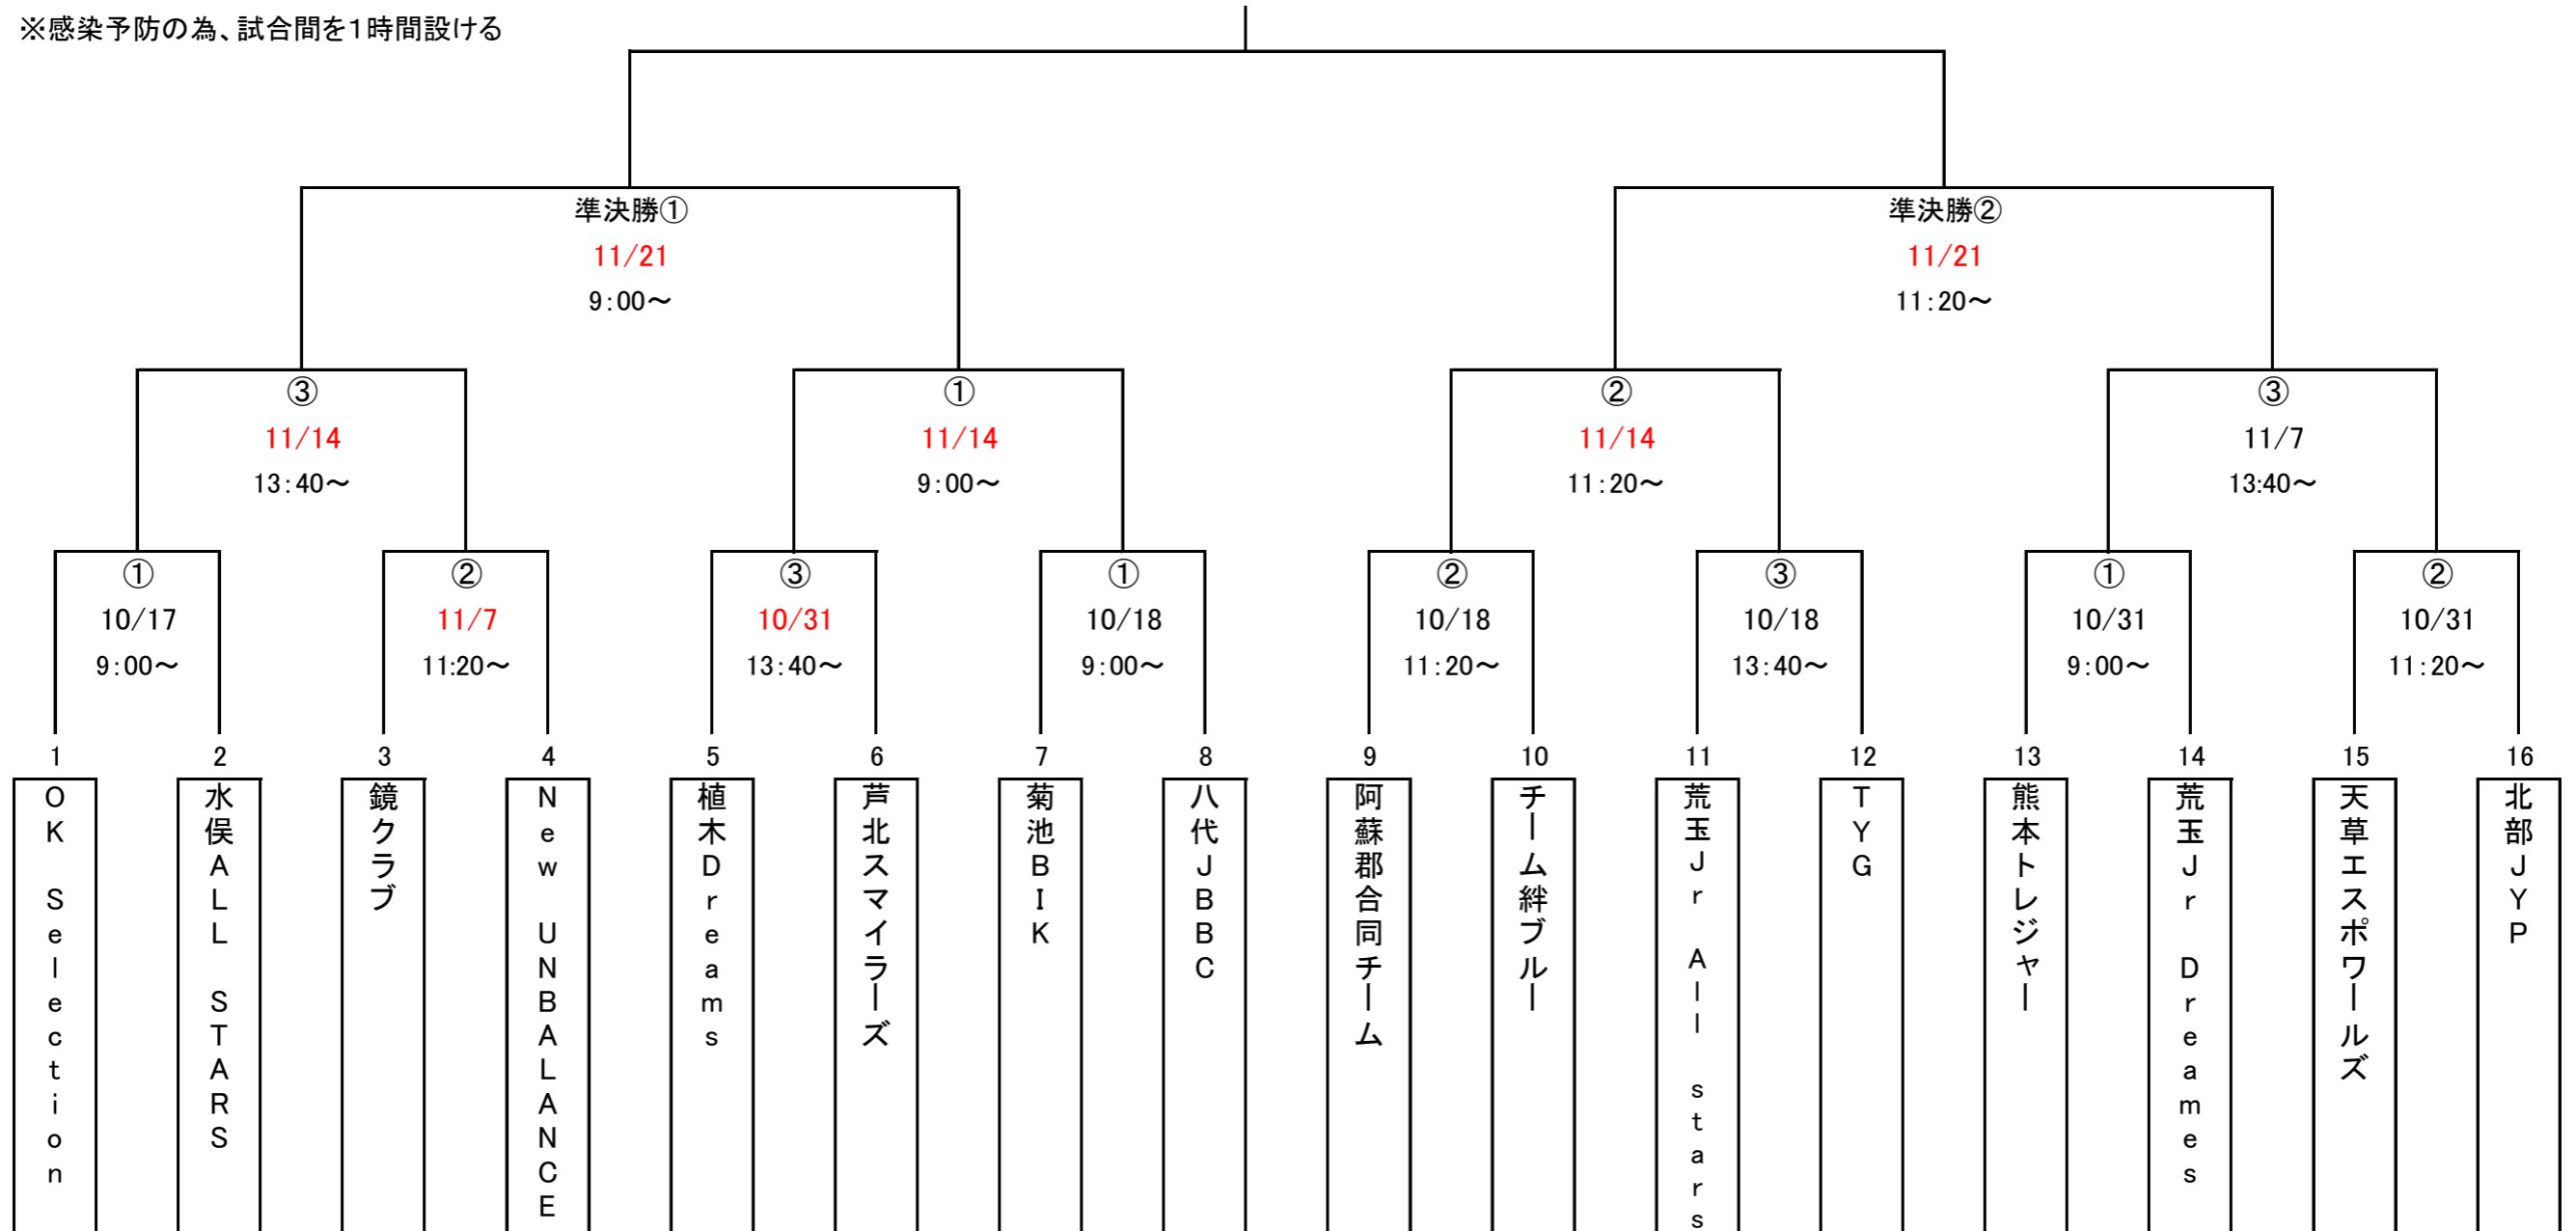 ※感染予防の為、試合間を１時間設ける
準決勝① 準決勝②
11/21 11/21
9:00～ 11:20～
③ ① ② ③
11/14 11/14 11/14 11/7
13:40～ 9:00～ 11:20～ 13:40～
① ② ③ ① ② ③ ① ②
10/17 11/7 10/31 10/18 10/18 10/18 10/31 10/31
9:00～ 11:20～ 13:40～ 9:00～ 11:20～ 13:40～ 9:00～ 11:20～
1 2 3 4 5 6 7 8 9 10 11 12 13 14 15 16
OK Selection
水俣ALL STARS
鏡クラブ
New UNBALANCE
植木Dreams
芦北スマイラーズ
菊池BIK
八代JBBC
阿蘇郡合同チーム
チーム絆ブルー
荒玉Jr All stars
TYG
熊本トレジャー
荒玉Jr Dreames
天草エスポワールズ
北部JYP